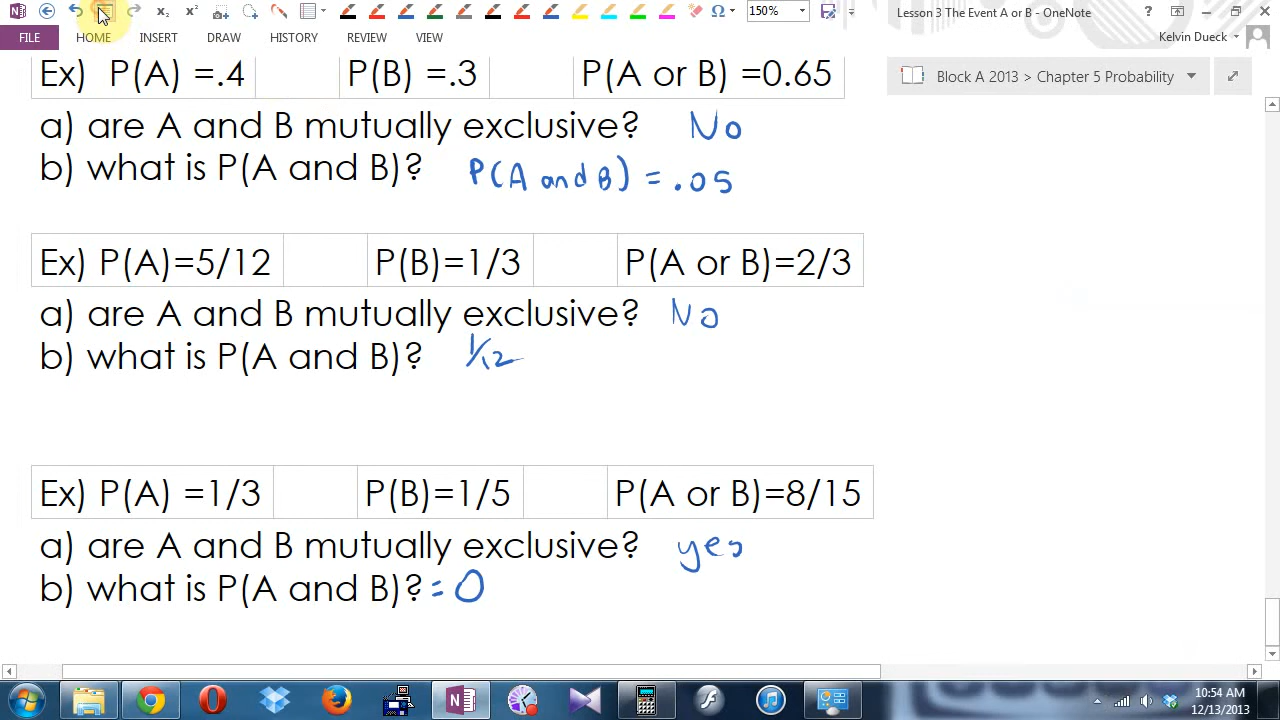 150%
Lesson 3 The Event A or B - OneNote
FILE HOME INSERT DRAW HISTORY REVIEW VIEW
Kelvin Dueck
Block A 2013 > Chapter 5 Probability
Ex) P(A) =.4 P(B) =.3 P(A or B) =0.65
a) are A and B mutually exclusive? No
b) what is P(A and B)? P(A and B) = .05
Ex) P(A)=5/12 P(B)=1/3 P(A or B)=2/3
a) are A and B mutually exclusive? No
b) what is P(A and B)? 1/12
Ex) P(A) =1/3 P(B)=1/5 P(A or B)=8/15
a) are A and B mutually exclusive? yes
b) what is P(A and B)? = 0
10:54 AM
12/13/2013